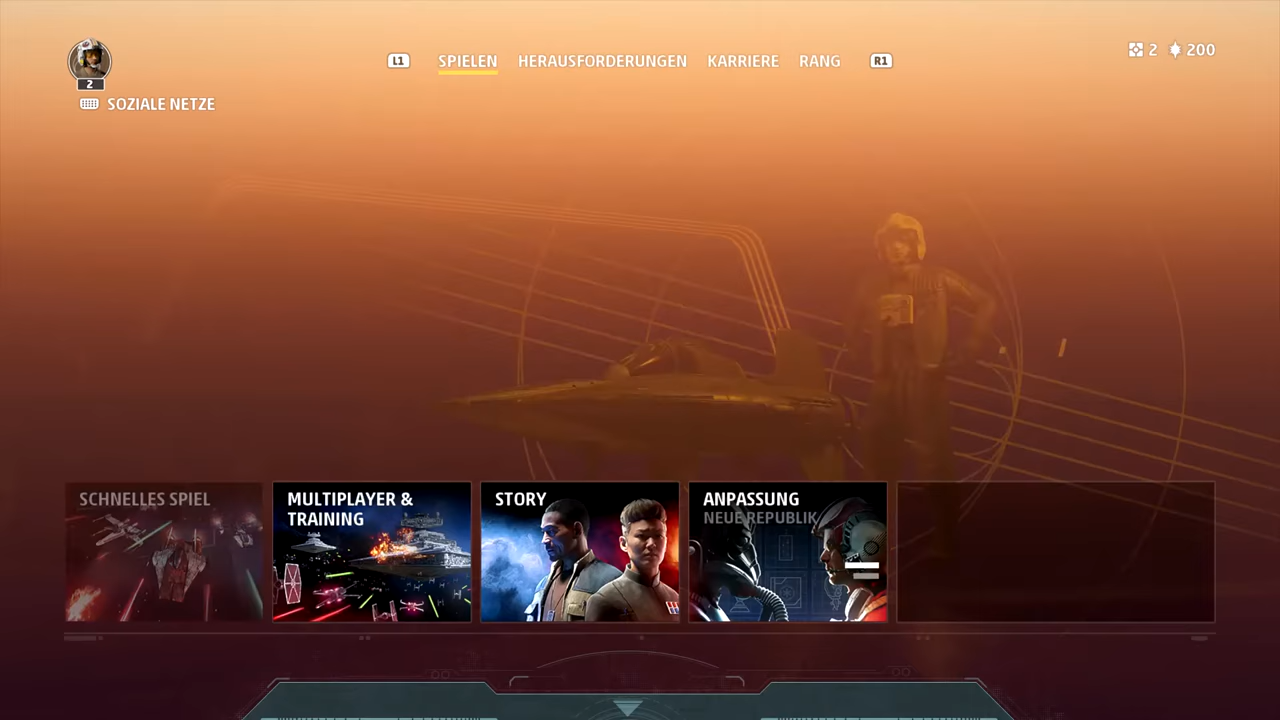 L1 SPIELEN HERAUSFORDERUNGEN KARRIERE RANG R1
2 200
2
SOZIALE NETZE
SCHNELLES SPIEL
MULTIPLAYER &
TRAINING
STORY
ANPASSUNG
NEUE REPUBLIK